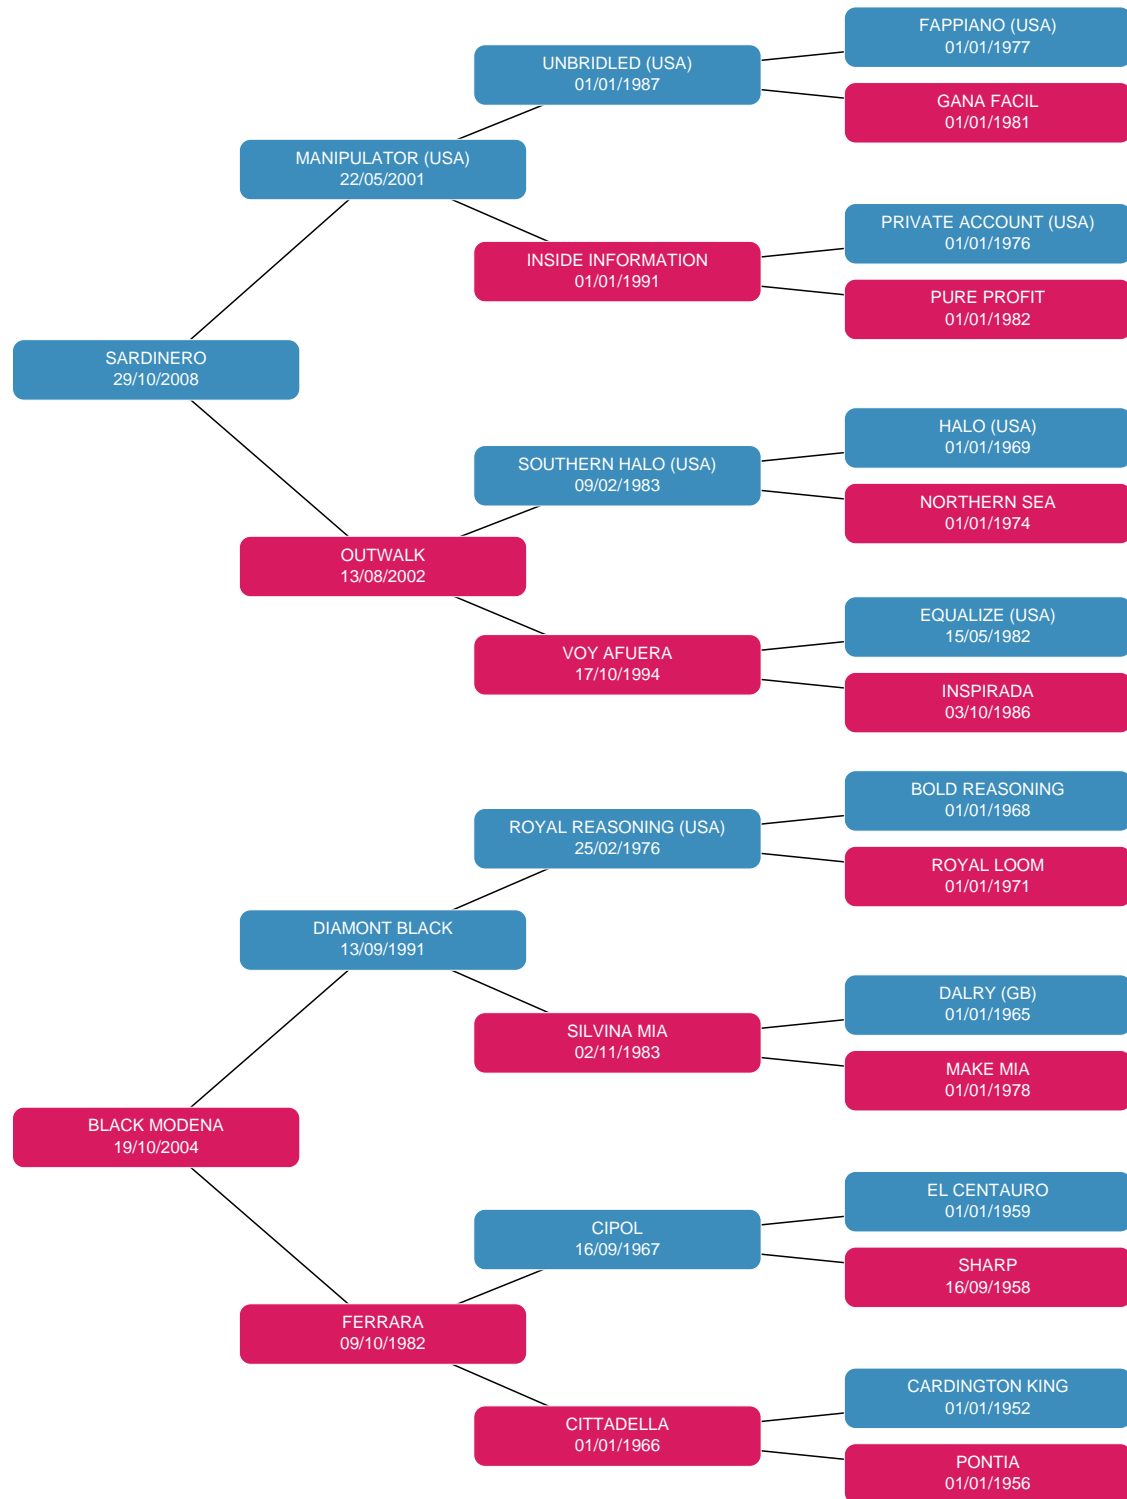 FAPPIANO (USA)
01/01/1977
UNBRIDLED (USA)
01/01/1987
GANA FACIL
01/01/1981
MANIPULATOR (USA)
22/05/2001
PRIVATE ACCOUNT (USA)
01/01/1976
INSIDE INFORMATION
01/01/1991
PURE PROFIT
01/01/1982
SARDINERO
29/10/2008
HALO (USA)
01/01/1969
SOUTHERN HALO (USA)
09/02/1983
NORTHERN SEA
01/01/1974
OUTWALK
13/08/2002
EQUALIZE (USA)
15/05/1982
VOY AFUERA
17/10/1994
INSPIRADA
03/10/1986
BOLD REASONING
01/01/1968
ROYAL REASONING (USA)
25/02/1976
ROYAL LOOM
01/01/1971
DIAMONT BLACK
13/09/1991
DALRY (GB)
01/01/1965
SILVINA MIA
02/11/1983
MAKE MIA
01/01/1978
BLACK MODENA
19/10/2004
EL CENTAURO
01/01/1959
CIPOL
16/09/1967
SHARP
16/09/1958
FERRARA
09/10/1982
CARDINGTON KING
01/01/1952
CITTADELLA
01/01/1966
PONTIA
01/01/1956